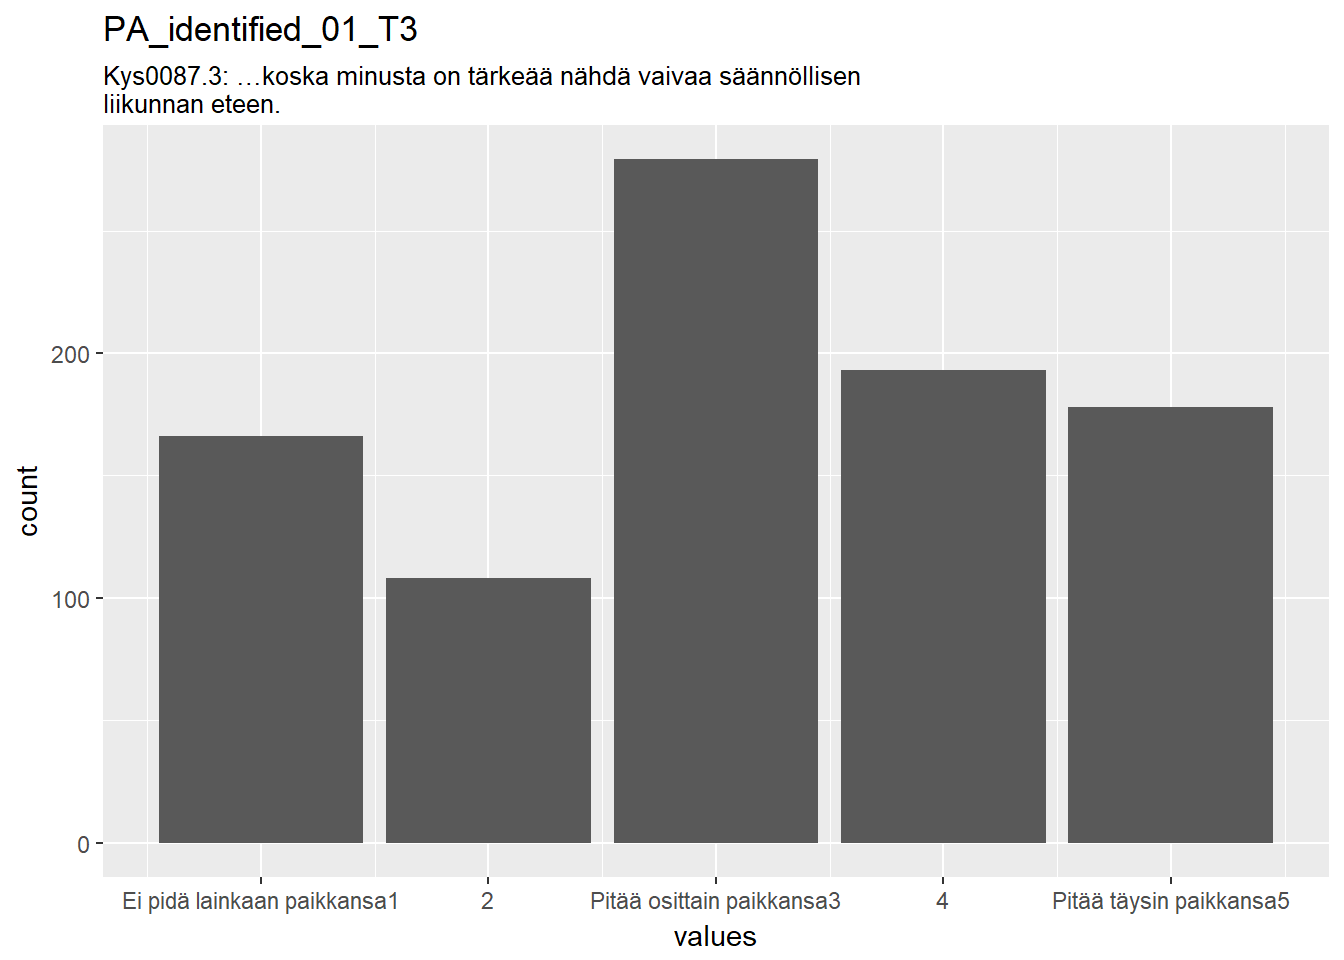 PA_identified_01_T3
Kys0087.3: …koska minusta on tärkeää nähdä vaivaa säännöllisen
liikunnan eteen.
count
200
100
0
Ei pidä lainkaan paikkansa1 2 Pitää osittain paikkansa3 4 Pitää täysin paikkansa5
values